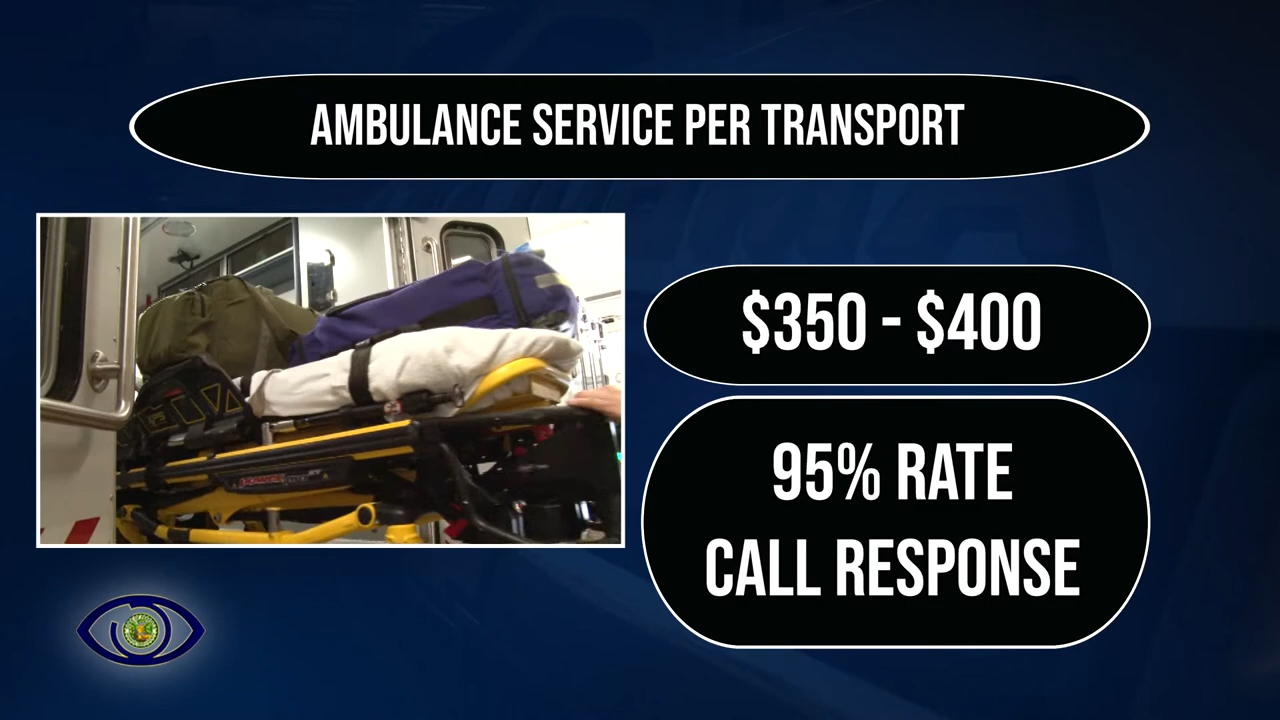 AMBULANCE SERVICE PER TRANSPORT
$350 - $400
95% RATE
CALL RESPONSE